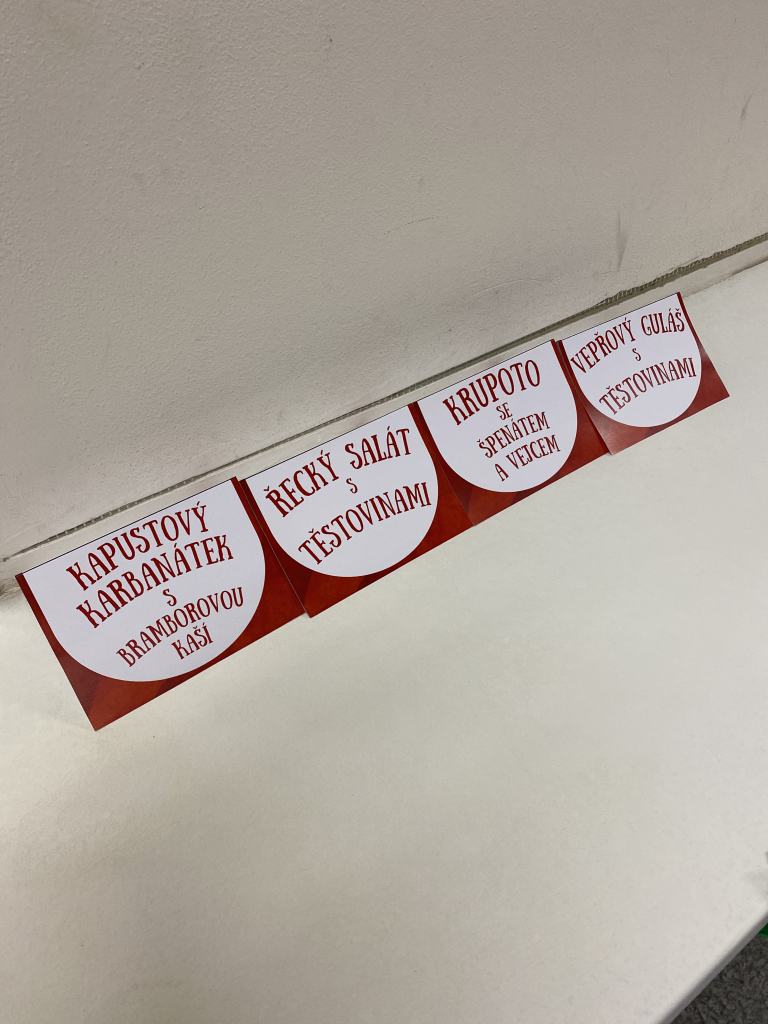 KAPUSTOVÝ
KARBANÁTEK
S
BRAMBOROVOU
KAŠÍ
ŘECKÝ SALÁT
S
TĚSTOVINAMI
KRUPOTO
SE
ŠPENÁTEM
A VEJCEM
VEPŘOVÝ GULÁŠ
S
TĚSTOVINAMI